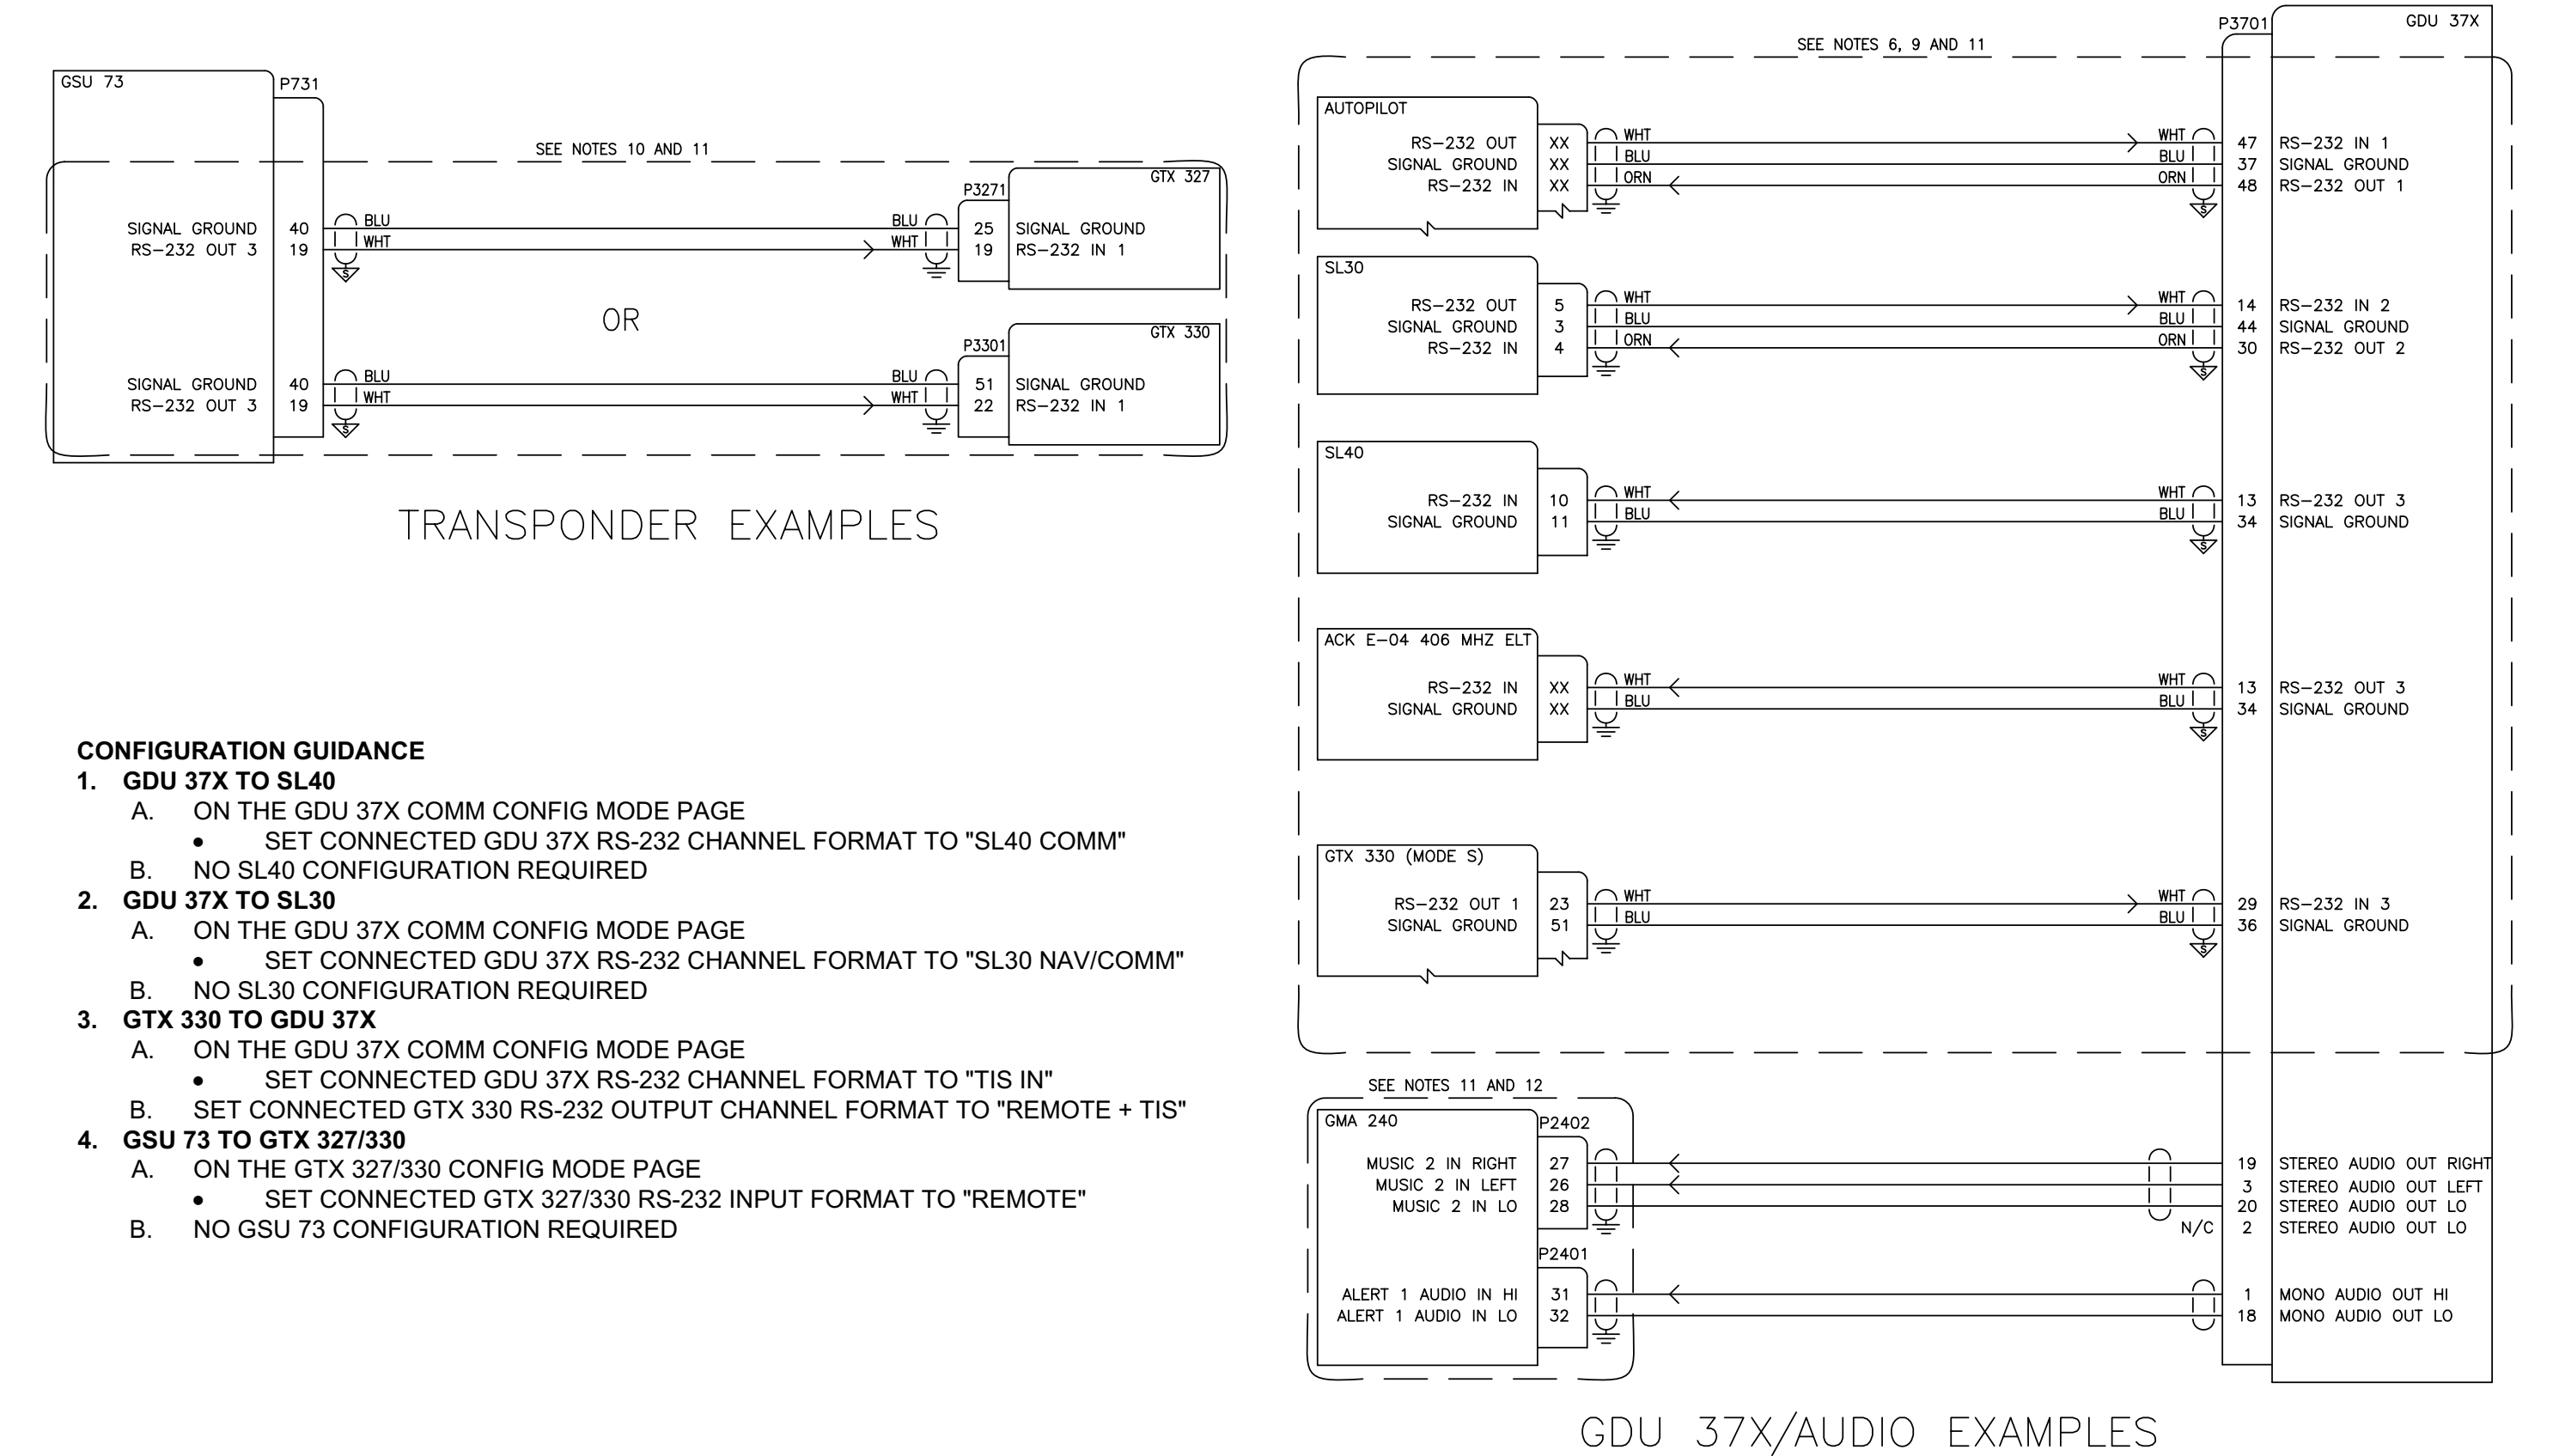 GSU 73
P731
SEE NOTES 10 AND 11
P3271
GTX 327
SIGNAL GROUND 40 BLU BLU 25 SIGNAL GROUND
RS-232 OUT 3 19 WHT WHT 19 RS-232 IN 1
S
OR
P3301
GTX 330
SIGNAL GROUND 40 BLU BLU 51 SIGNAL GROUND
RS-232 OUT 3 19 WHT WHT 22 RS-232 IN 1
S
TRANSPONDER EXAMPLES
CONFIGURATION GUIDANCE
1. GDU 37X TO SL40
A. ON THE GDU 37X COMM CONFIG MODE PAGE
• SET CONNECTED GDU 37X RS-232 CHANNEL FORMAT TO "SL40 COMM"
B. NO SL40 CONFIGURATION REQUIRED
2. GDU 37X TO SL30
A. ON THE GDU 37X COMM CONFIG MODE PAGE
• SET CONNECTED GDU 37X RS-232 CHANNEL FORMAT TO "SL30 NAV/COMM"
B. NO SL30 CONFIGURATION REQUIRED
3. GTX 330 TO GDU 37X
A. ON THE GDU 37X COMM CONFIG MODE PAGE
• SET CONNECTED GDU 37X RS-232 CHANNEL FORMAT TO "TIS IN"
B. SET CONNECTED GTX 330 RS-232 OUTPUT CHANNEL FORMAT TO "REMOTE + TIS"
4. GSU 73 TO GTX 327/330
A. ON THE GTX 327/330 CONFIG MODE PAGE
• SET CONNECTED GTX 327/330 RS-232 INPUT FORMAT TO "REMOTE"
B. NO GSU 73 CONFIGURATION REQUIRED
P3701
GDU 37X
SEE NOTES 6, 9 AND 11
AUTOPILOT
RS-232 OUT XX WHT WHT 47 RS-232 IN 1
SIGNAL GROUND XX BLU BLU 37 SIGNAL GROUND
RS-232 IN XX ORN ORN 48 RS-232 OUT 1
S
SL30
RS-232 OUT 5 WHT WHT 14 RS-232 IN 2
SIGNAL GROUND 3 BLU BLU 44 SIGNAL GROUND
RS-232 IN 4 ORN ORN 30 RS-232 OUT 2
S
SL40
RS-232 IN 10 WHT WHT 13 RS-232 OUT 3
SIGNAL GROUND 11 BLU BLU 34 SIGNAL GROUND
S
ACK E-04 406 MHZ ELT
RS-232 IN XX WHT WHT 13 RS-232 OUT 3
SIGNAL GROUND XX BLU BLU 34 SIGNAL GROUND
S
GTX 330 (MODE S)
RS-232 OUT 1 23 WHT WHT 29 RS-232 IN 3
SIGNAL GROUND 51 BLU BLU 36 SIGNAL GROUND
S
SEE NOTES 11 AND 12
GMA 240
P2402
MUSIC 2 IN RIGHT 27 19 STEREO AUDIO OUT RIGHT
MUSIC 2 IN LEFT 26 3 STEREO AUDIO OUT LEFT
MUSIC 2 IN LO 28 20 STEREO AUDIO OUT LO
N/C 2 STEREO AUDIO OUT LO
P2401
ALERT 1 AUDIO IN HI 31 1 MONO AUDIO OUT HI
ALERT 1 AUDIO IN LO 32 18 MONO AUDIO OUT LO
GDU 37X/AUDIO EXAMPLES